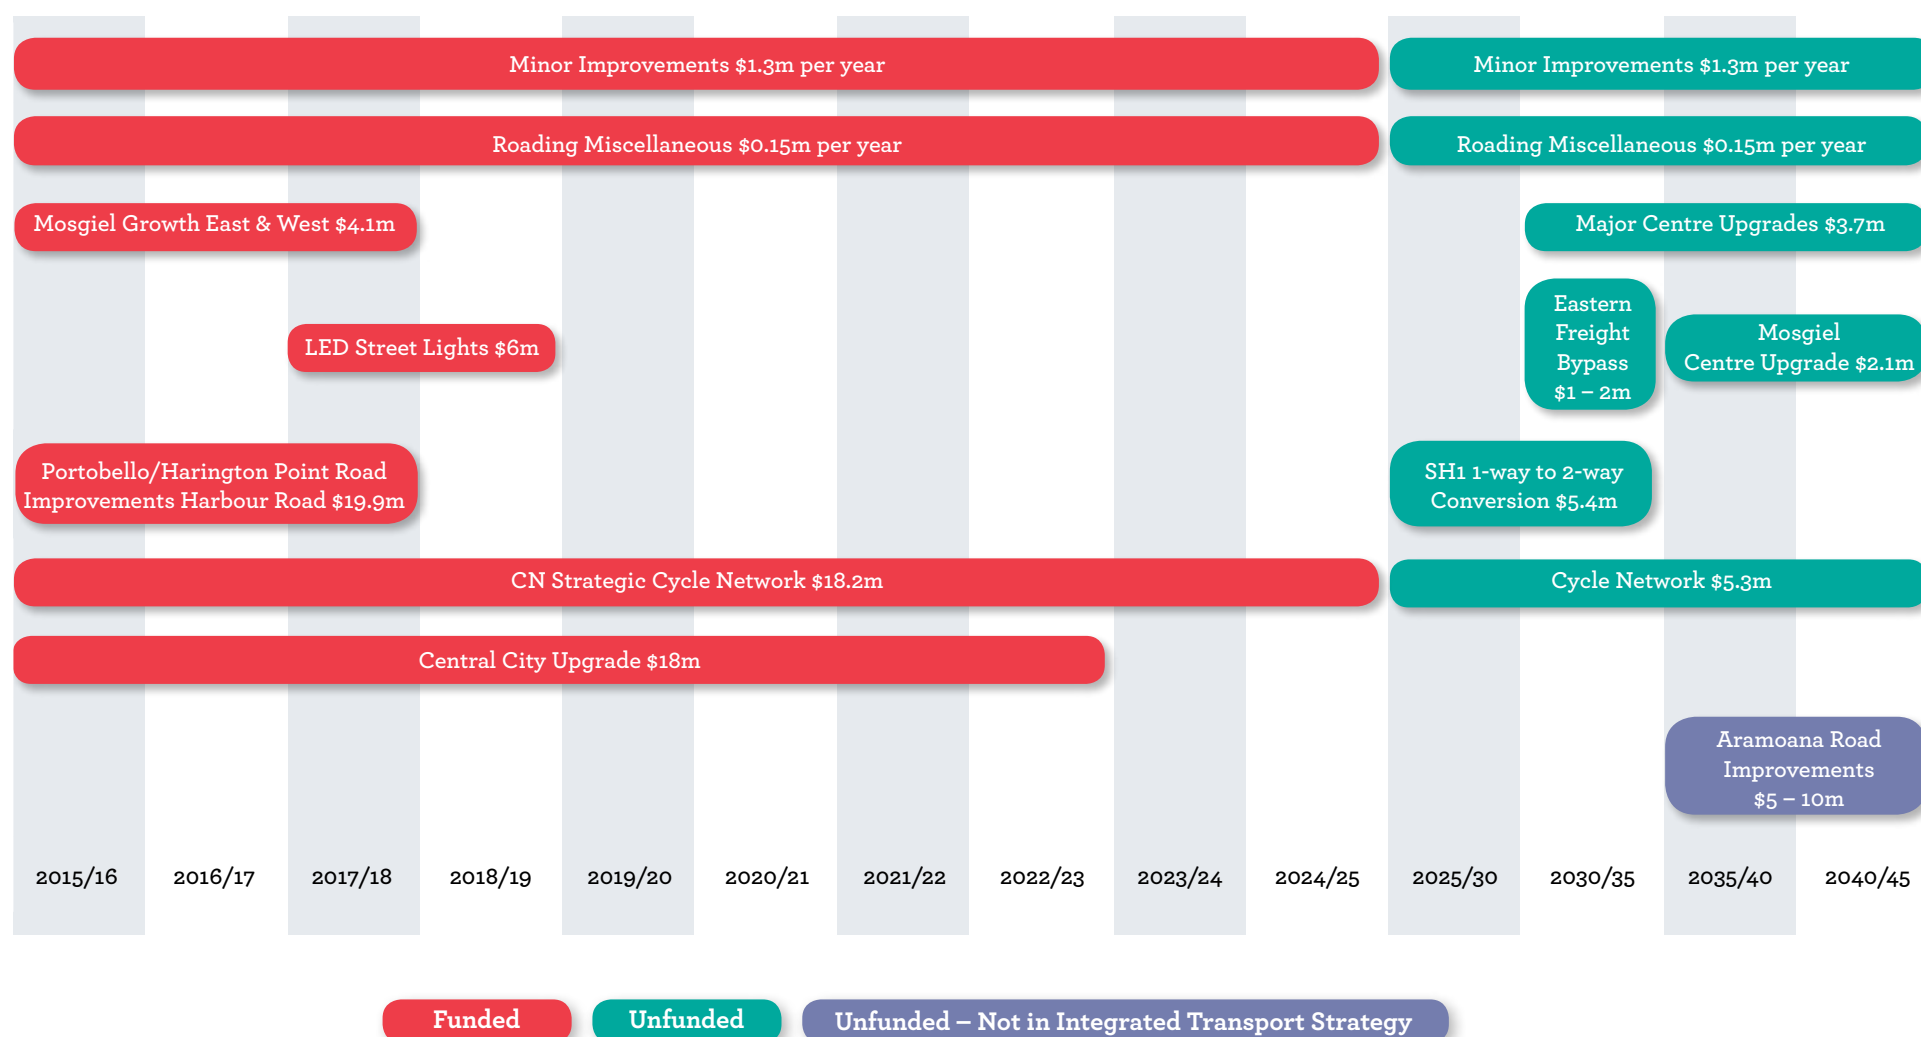 Minor Improvements $1.3m per year
Minor Improvements $1.3m per year
Roading Miscellaneous $0.15m per year
Roading Miscellaneous $0.15m per year
Mosgiel Growth East & West $4.1m
Major Centre Upgrades $3.7m
LED Street Lights $6m
Eastern
Freight
Bypass
$1 – 2m
Mosgiel
Centre Upgrade $2.1m
Portobello/Harington Point Road
Improvements Harbour Road $19.9m
SH1 1-way to 2-way
Conversion $5.4m
CN Strategic Cycle Network $18.2m
Cycle Network $5.3m
Central City Upgrade $18m
Aramoana Road
Improvements
$5 – 10m
2015/16 2016/17 2017/18 2018/19 2019/20 2020/21 2021/22 2022/23 2023/24 2024/25 2025/30 2030/35 2035/40 2040/45
Funded Unfunded Unfunded – Not in Integrated Transport Strategy